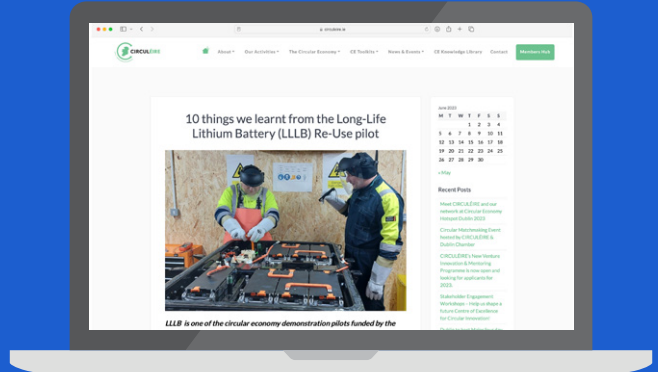 circuleire.ie
CIRCULÉIRE
About
Our Activities
The Circular Economy
CE Toolkits
News & Events
CE Knowledge Library
Contact
Members Hub
10 things we learnt from the Long-Life
Lithium Battery (LLLB) Re-Use pilot
LLLB is one of the circular economy demonstration pilots funded by the
M T W T F S S
1 2 3 4
5 6 7 8 9 10 11
12 13 14 15 16 17 18
19 20 21 22 23 24 25
26 27 28 29 30
« May
Recent Posts
Meet CIRCULÉIRE and our
network at Circular Economy
Hotspot Dublin 2023.
Circular Matchmaking Event
hosted by CIRCULÉIRE &
Dublin Chamber
CIRCULÉIRE's New Venture
Innovation & Mentoring
Programme is now open and
looking for applicants for
2023.
Stakeholder Engagement
Workshops – Help us shape a
future Centre of Excellence
for Circular Innovation!